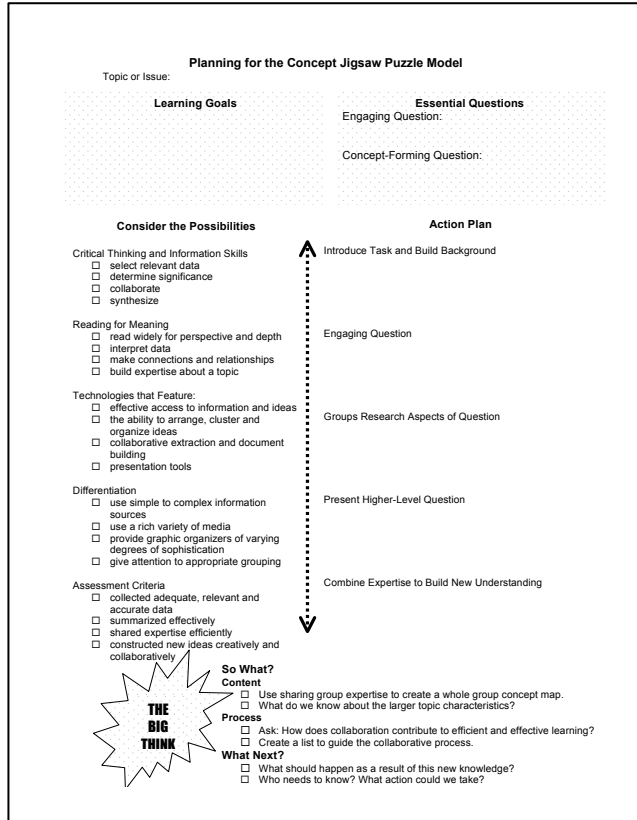 Planning for the Concept Jigsaw Puzzle Model
Topic or Issue:
Learning Goals
Essential Questions
Engaging Question:
Concept-Forming Question:
Consider the Possibilities
Critical Thinking and Information Skills
☐ select relevant data
☐ determine significance
☐ collaborate
☐ synthesize
Reading for Meaning
☐ read widely for perspective and depth
☐ interpret data
☐ make connections and relationships
☐ build expertise about a topic
Technologies that Feature:
☐ effective access to information and ideas
☐ the ability to arrange, cluster and
organize ideas
☐ collaborative extraction and document
building
☐ presentation tools
Differentiation
☐ use simple to complex information
sources
☐ use a rich variety of media
☐ provide graphic organizers of varying
degrees of sophistication
☐ give attention to appropriate grouping
Assessment Criteria
☐ collected adequate, relevant and
accurate data
☐ summarized effectively
☐ shared expertise efficiently
☐ constructed new ideas creatively and
collaboratively
Action Plan
Introduce Task and Build Background
Engaging Question
Groups Research Aspects of Question
Present Higher-Level Question
Combine Expertise to Build New Understanding
THE
BIG
THINK
So What?
Content
☐ Use sharing group expertise to create a whole group concept map.
☐ What do we know about the larger topic characteristics?
Process
☐ Ask: How does collaboration contribute to efficient and effective learning?
☐ Create a list to guide the collaborative process.
What Next?
☐ What should happen as a result of this new knowledge?
☐ Who needs to know? What action could we take?